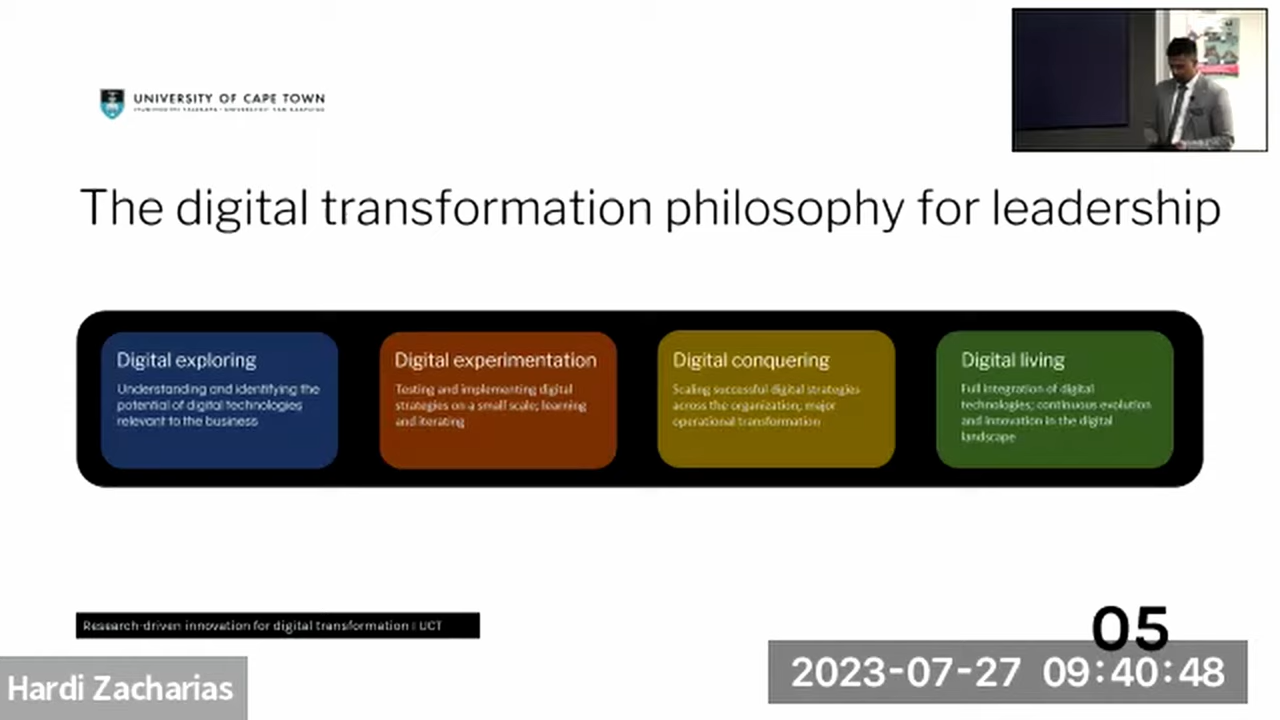 UNIVERSITY OF CAPE TOWN
The digital transformation philosophy for leadership
Digital exploring
Understanding and identifying the
potential of digital technologies
relevant to the business
Digital experimentation
Testing and implementing digital
strategies on a small scale; learning
and iterating
Digital conquering
Scaling successful digital strategies
across the organization; major
operational transformation
Digital living
Full integration of digital
technologies; continuous evolution
and innovation in the digital
landscape
Research-driven innovation for digital transformation | UCT
05
Hardi Zacharias
2023-07-27 09:40:48